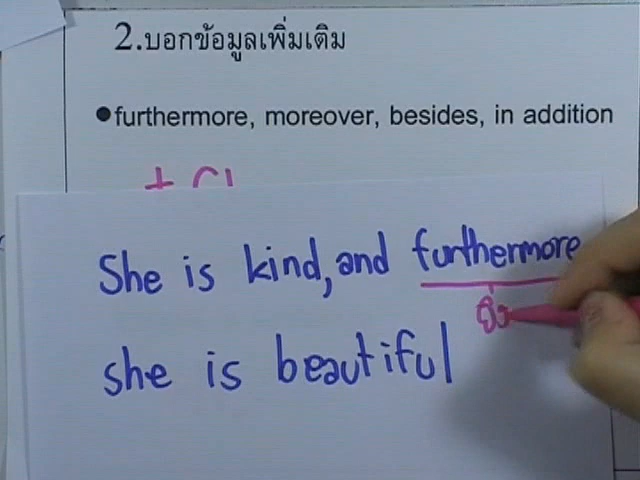 2.บอกข้อมูลเพิ่มเติม
●furthermore, moreover, besides, in addition
She is kind, and furthermore
she is beautiful